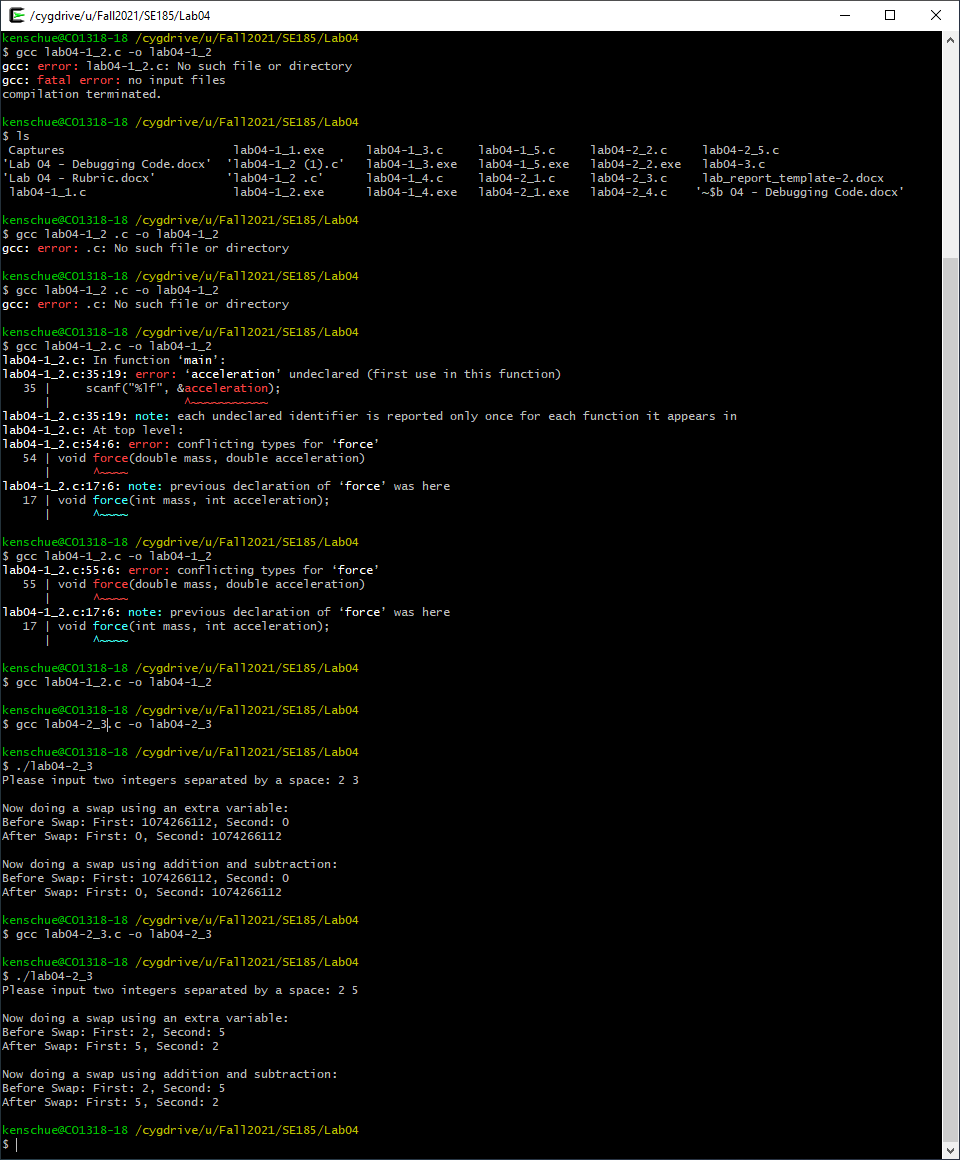 /cygdrive/u/Fall2021/SE185/Lab04
kenschue@CO1318-18 /cygdrive/u/Fall2021/SE185/Lab04
$ gcc lab04-1_2.c -o lab04-1_2
gcc: error: lab04-1_2.c: No such file or directory
gcc: fatal error: no input files
compilation terminated.
kenschue@CO1318-18 /cygdrive/u/Fall2021/SE185/Lab04
$ ls
Captures lab04-1_1.exe lab04-1_3.c lab04-1_5.c lab04-2_2.c lab04-2_5.c
'Lab 04 - Debugging Code.docx' 'lab04-1_2 (1).c' lab04-1_3.exe lab04-1_5.exe lab04-2_2.exe lab04-3.c
'Lab 04 - Rubric.docx' 'lab04-1_2 .c' lab04-1_4.c lab04-2_1.c lab04-2_3.c lab_report_template-2.docx
lab04-1_1.c lab04-1_2.exe lab04-1_4.exe lab04-2_1.exe lab04-2_4.c '~$b 04 - Debugging Code.docx'
kenschue@CO1318-18 /cygdrive/u/Fall2021/SE185/Lab04
$ gcc lab04-1_2 .c -o lab04-1_2
gcc: error: .c: No such file or directory
kenschue@CO1318-18 /cygdrive/u/Fall2021/SE185/Lab04
$ gcc lab04-1_2 .c -o lab04-1_2
gcc: error: .c: No such file or directory
kenschue@CO1318-18 /cygdrive/u/Fall2021/SE185/Lab04
$ gcc lab04-1_2.c -o lab04-1_2
lab04-1_2.c: In function ‘main’:
lab04-1_2.c:35:19: error: ‘acceleration’ undeclared (first use in this function)
35 | scanf("%lf", &acceleration);
| ^~~~~~~~~~~~
lab04-1_2.c:35:19: note: each undeclared identifier is reported only once for each function it appears in
lab04-1_2.c: At top level:
lab04-1_2.c:54:6: error: conflicting types for ‘force’
54 | void force(double mass, double acceleration)
| ^~~~~
lab04-1_2.c:17:6: note: previous declaration of ‘force’ was here
17 | void force(int mass, int acceleration);
| ^~~~~
kenschue@CO1318-18 /cygdrive/u/Fall2021/SE185/Lab04
$ gcc lab04-1_2.c -o lab04-1_2
lab04-1_2.c:55:6: error: conflicting types for ‘force’
55 | void force(double mass, double acceleration)
| ^~~~~
lab04-1_2.c:17:6: note: previous declaration of ‘force’ was here
17 | void force(int mass, int acceleration);
| ^~~~~
kenschue@CO1318-18 /cygdrive/u/Fall2021/SE185/Lab04
$ gcc lab04-1_2.c -o lab04-1_2
kenschue@CO1318-18 /cygdrive/u/Fall2021/SE185/Lab04
$ gcc lab04-2_3.c -o lab04-2_3
kenschue@CO1318-18 /cygdrive/u/Fall2021/SE185/Lab04
$ ./lab04-2_3
Please input two integers separated by a space: 2 3
Now doing a swap using an extra variable:
Before Swap: First: 1074266112, Second: 0
After Swap: First: 0, Second: 1074266112
Now doing a swap using addition and subtraction:
Before Swap: First: 1074266112, Second: 0
After Swap: First: 0, Second: 1074266112
kenschue@CO1318-18 /cygdrive/u/Fall2021/SE185/Lab04
$ gcc lab04-2_3.c -o lab04-2_3
kenschue@CO1318-18 /cygdrive/u/Fall2021/SE185/Lab04
$ ./lab04-2_3
Please input two integers separated by a space: 2 5
Now doing a swap using an extra variable:
Before Swap: First: 2, Second: 5
After Swap: First: 5, Second: 2
Now doing a swap using addition and subtraction:
Before Swap: First: 2, Second: 5
After Swap: First: 5, Second: 2
kenschue@CO1318-18 /cygdrive/u/Fall2021/SE185/Lab04
$